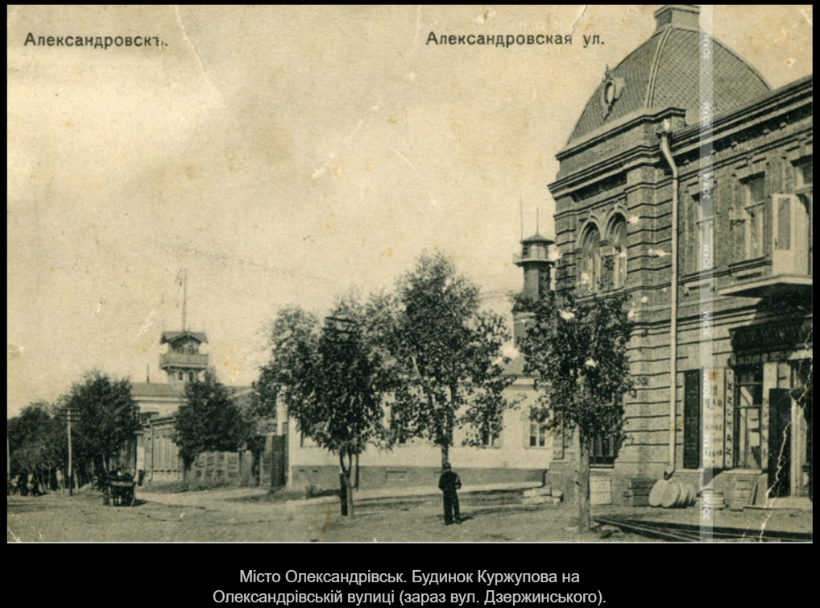 Александровскъ.
Александровская ул.
Місто Олександрівськ. Будинок Куржупова на
Олександрівській вулиці (зараз вул. Дзержинського).